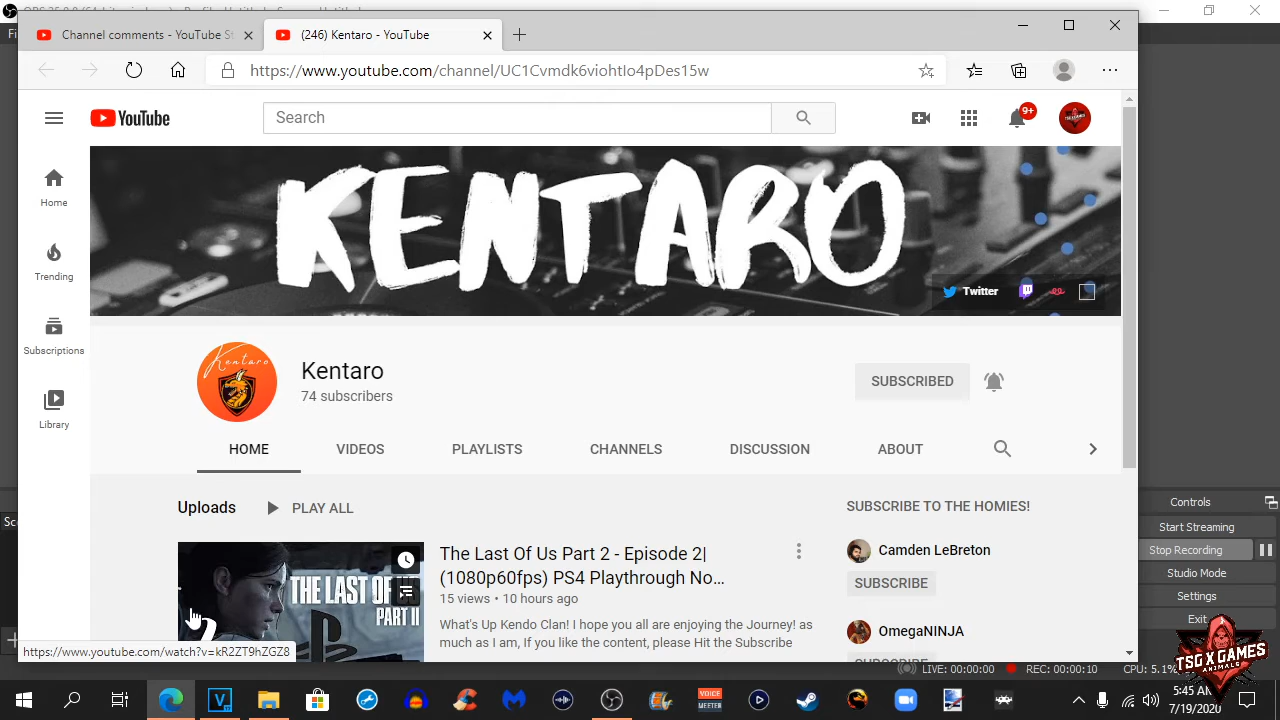 Channel comments - YouTube St
(246) Kentaro - YouTube
https://www.youtube.com/channel/UC1Cvmdk6viohtIo4pDes15w
YouTube
Search
9+
Home
Trending
Subscriptions
Library
KENTARO
Twitter
Kentaro
Kentaro
74 subscribers
SUBSCRIBED
HOME
VIDEOS
PLAYLISTS
CHANNELS
DISCUSSION
ABOUT
Uploads
PLAY ALL
SUBSCRIBE TO THE HOMIES!
THE LAST OF
PART II
The Last Of Us Part 2 - Episode 2|
(1080p60fps) PS4 Playthrough No...
15 views • 10 hours ago
What's Up Kendo Clan! I hope you all are enjoying the Journey! as
much as I am, If you like the content, please Hit the Subscribe
Camden LeBreton
SUBSCRIBE
OmegaNINJA
https://www.youtube.com/watch?v=kR2ZT9hZGZ8
Controls
Start Streaming
Stop Recording
Studio Mode
Settings
Exit
LIVE: 00:00:00
REC: 00:00:10
CPU: 5.1%
TSG X GAMES
ANIMALS
VOICE
MEETER
5:45 AM
7/19/2020